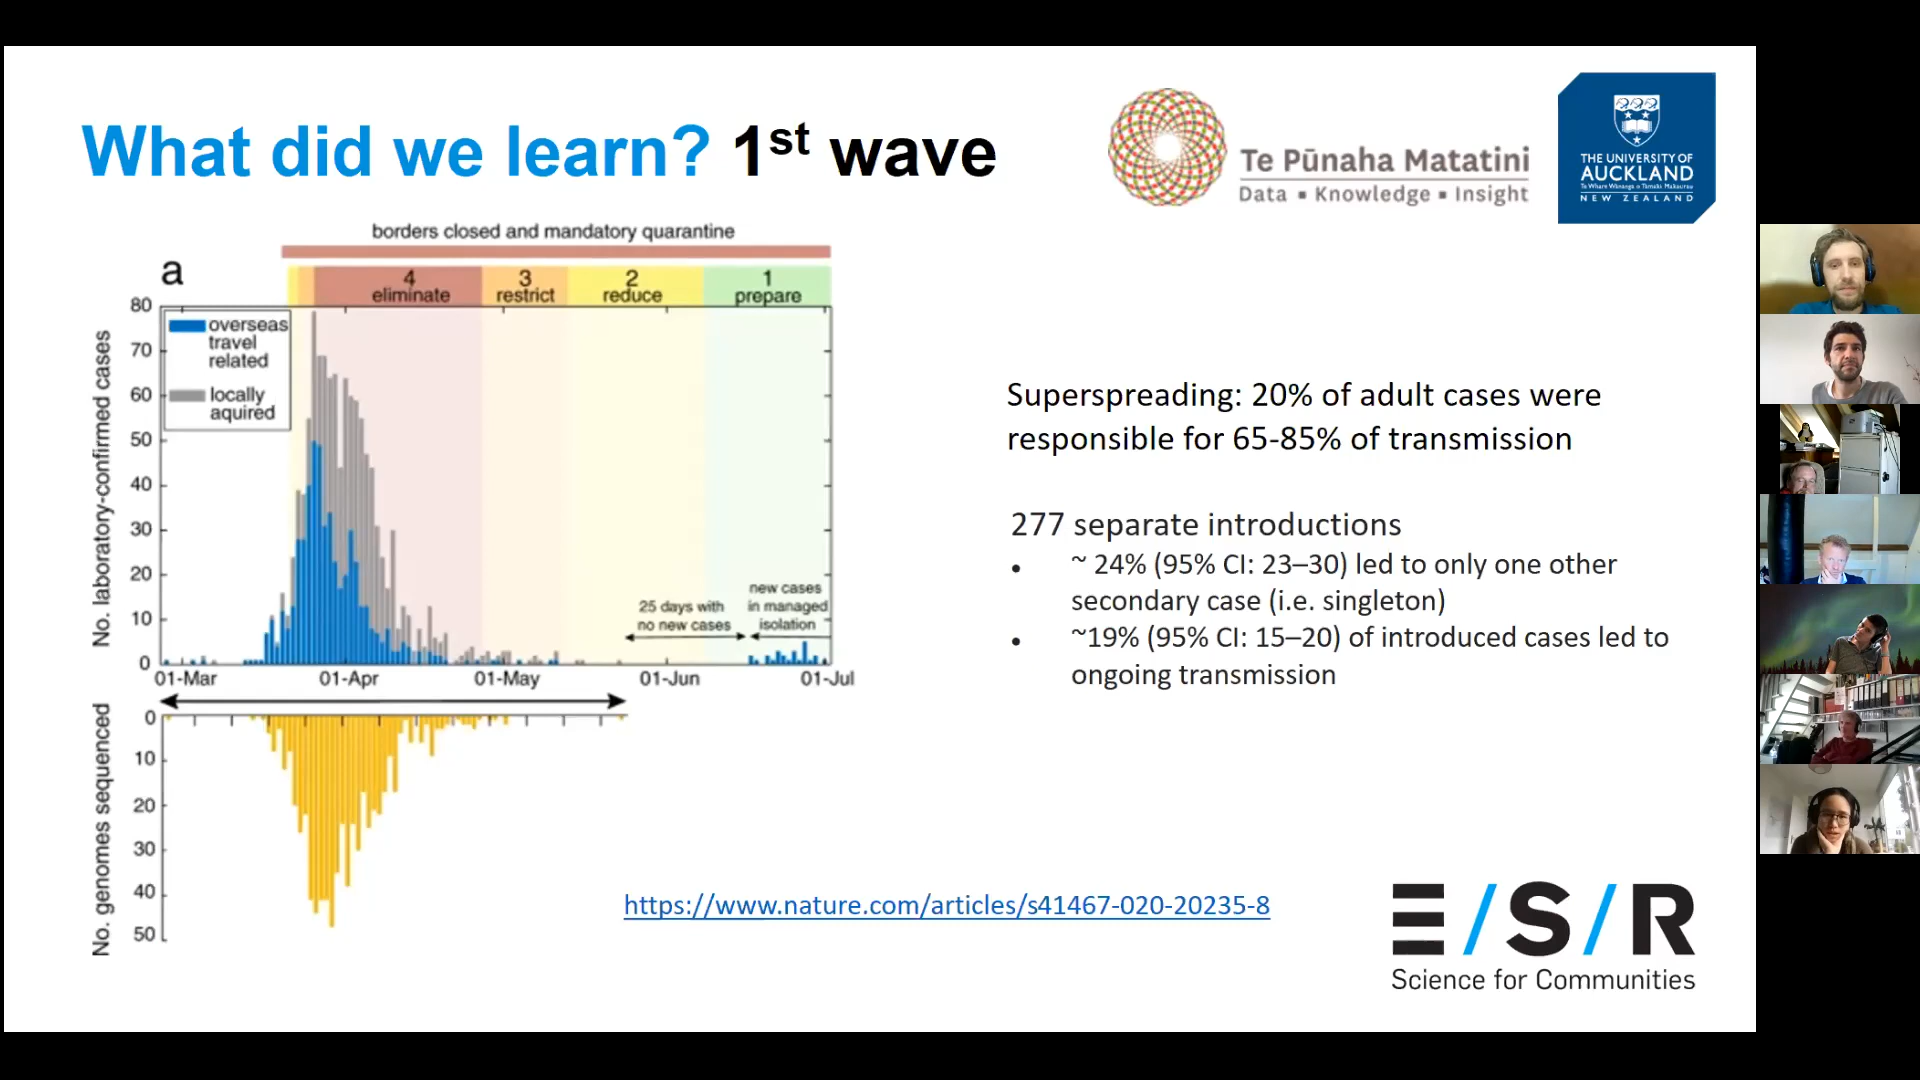 What did we learn? 1st wave
Te Pūnaha Matatini
Data ▪ Knowledge ▪ Insight
THE UNIVERSITY OF
AUCKLAND
Te Whare Wānanga o Tāmaki Makaurau
NEW ZEALAND
borders closed and mandatory quarantine
a
4
eliminate
3
restrict
2
reduce
1
prepare
No. laboratory-confirmed cases
80
70
60
50
40
30
20
10
0
overseas
travel
related
locally
aquired
25 days with
no new cases
new cases
in managed
isolation
01-Mar
01-Apr
01-May
01-Jun
01-Jul
No. genomes sequenced
0
10
20
30
40
50
Superspreading: 20% of adult cases were
responsible for 65-85% of transmission
277 separate introductions
• ~ 24% (95% CI: 23–30) led to only one other
secondary case (i.e. singleton)
• ~19% (95% CI: 15–20) of introduced cases led to
ongoing transmission
https://www.nature.com/articles/s41467-020-20235-8
E/S/R
Science for Communities